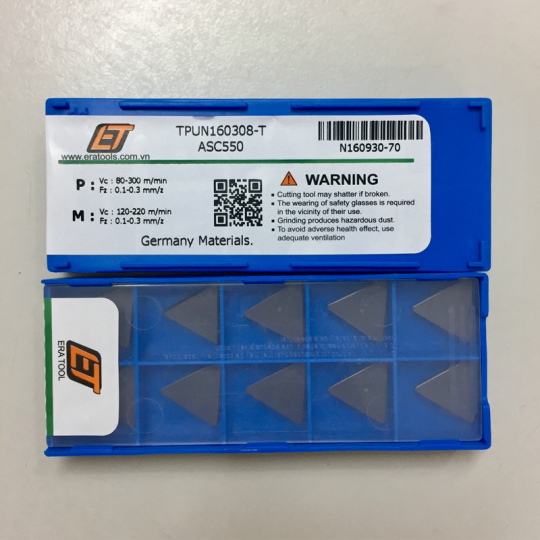 ET
TPUN160308-T
ASC550
N160930-70
www.eratools.com.vn
P : Vc : 80-300 m/min
Fz : 0.1-0.3 mm/z
M : Vc : 120-220 m/min
Fz : 0.1-0.3 mm/z
Germany Materials.
WARNING
• Cutting tool may shatter if broken.
• The wearing of safety glasses is required
in the vicinity of their use.
• Grinding produces hazardous dust.
• To avoid adverse health effect, use
adequate ventilation
ET
ERA TOOL